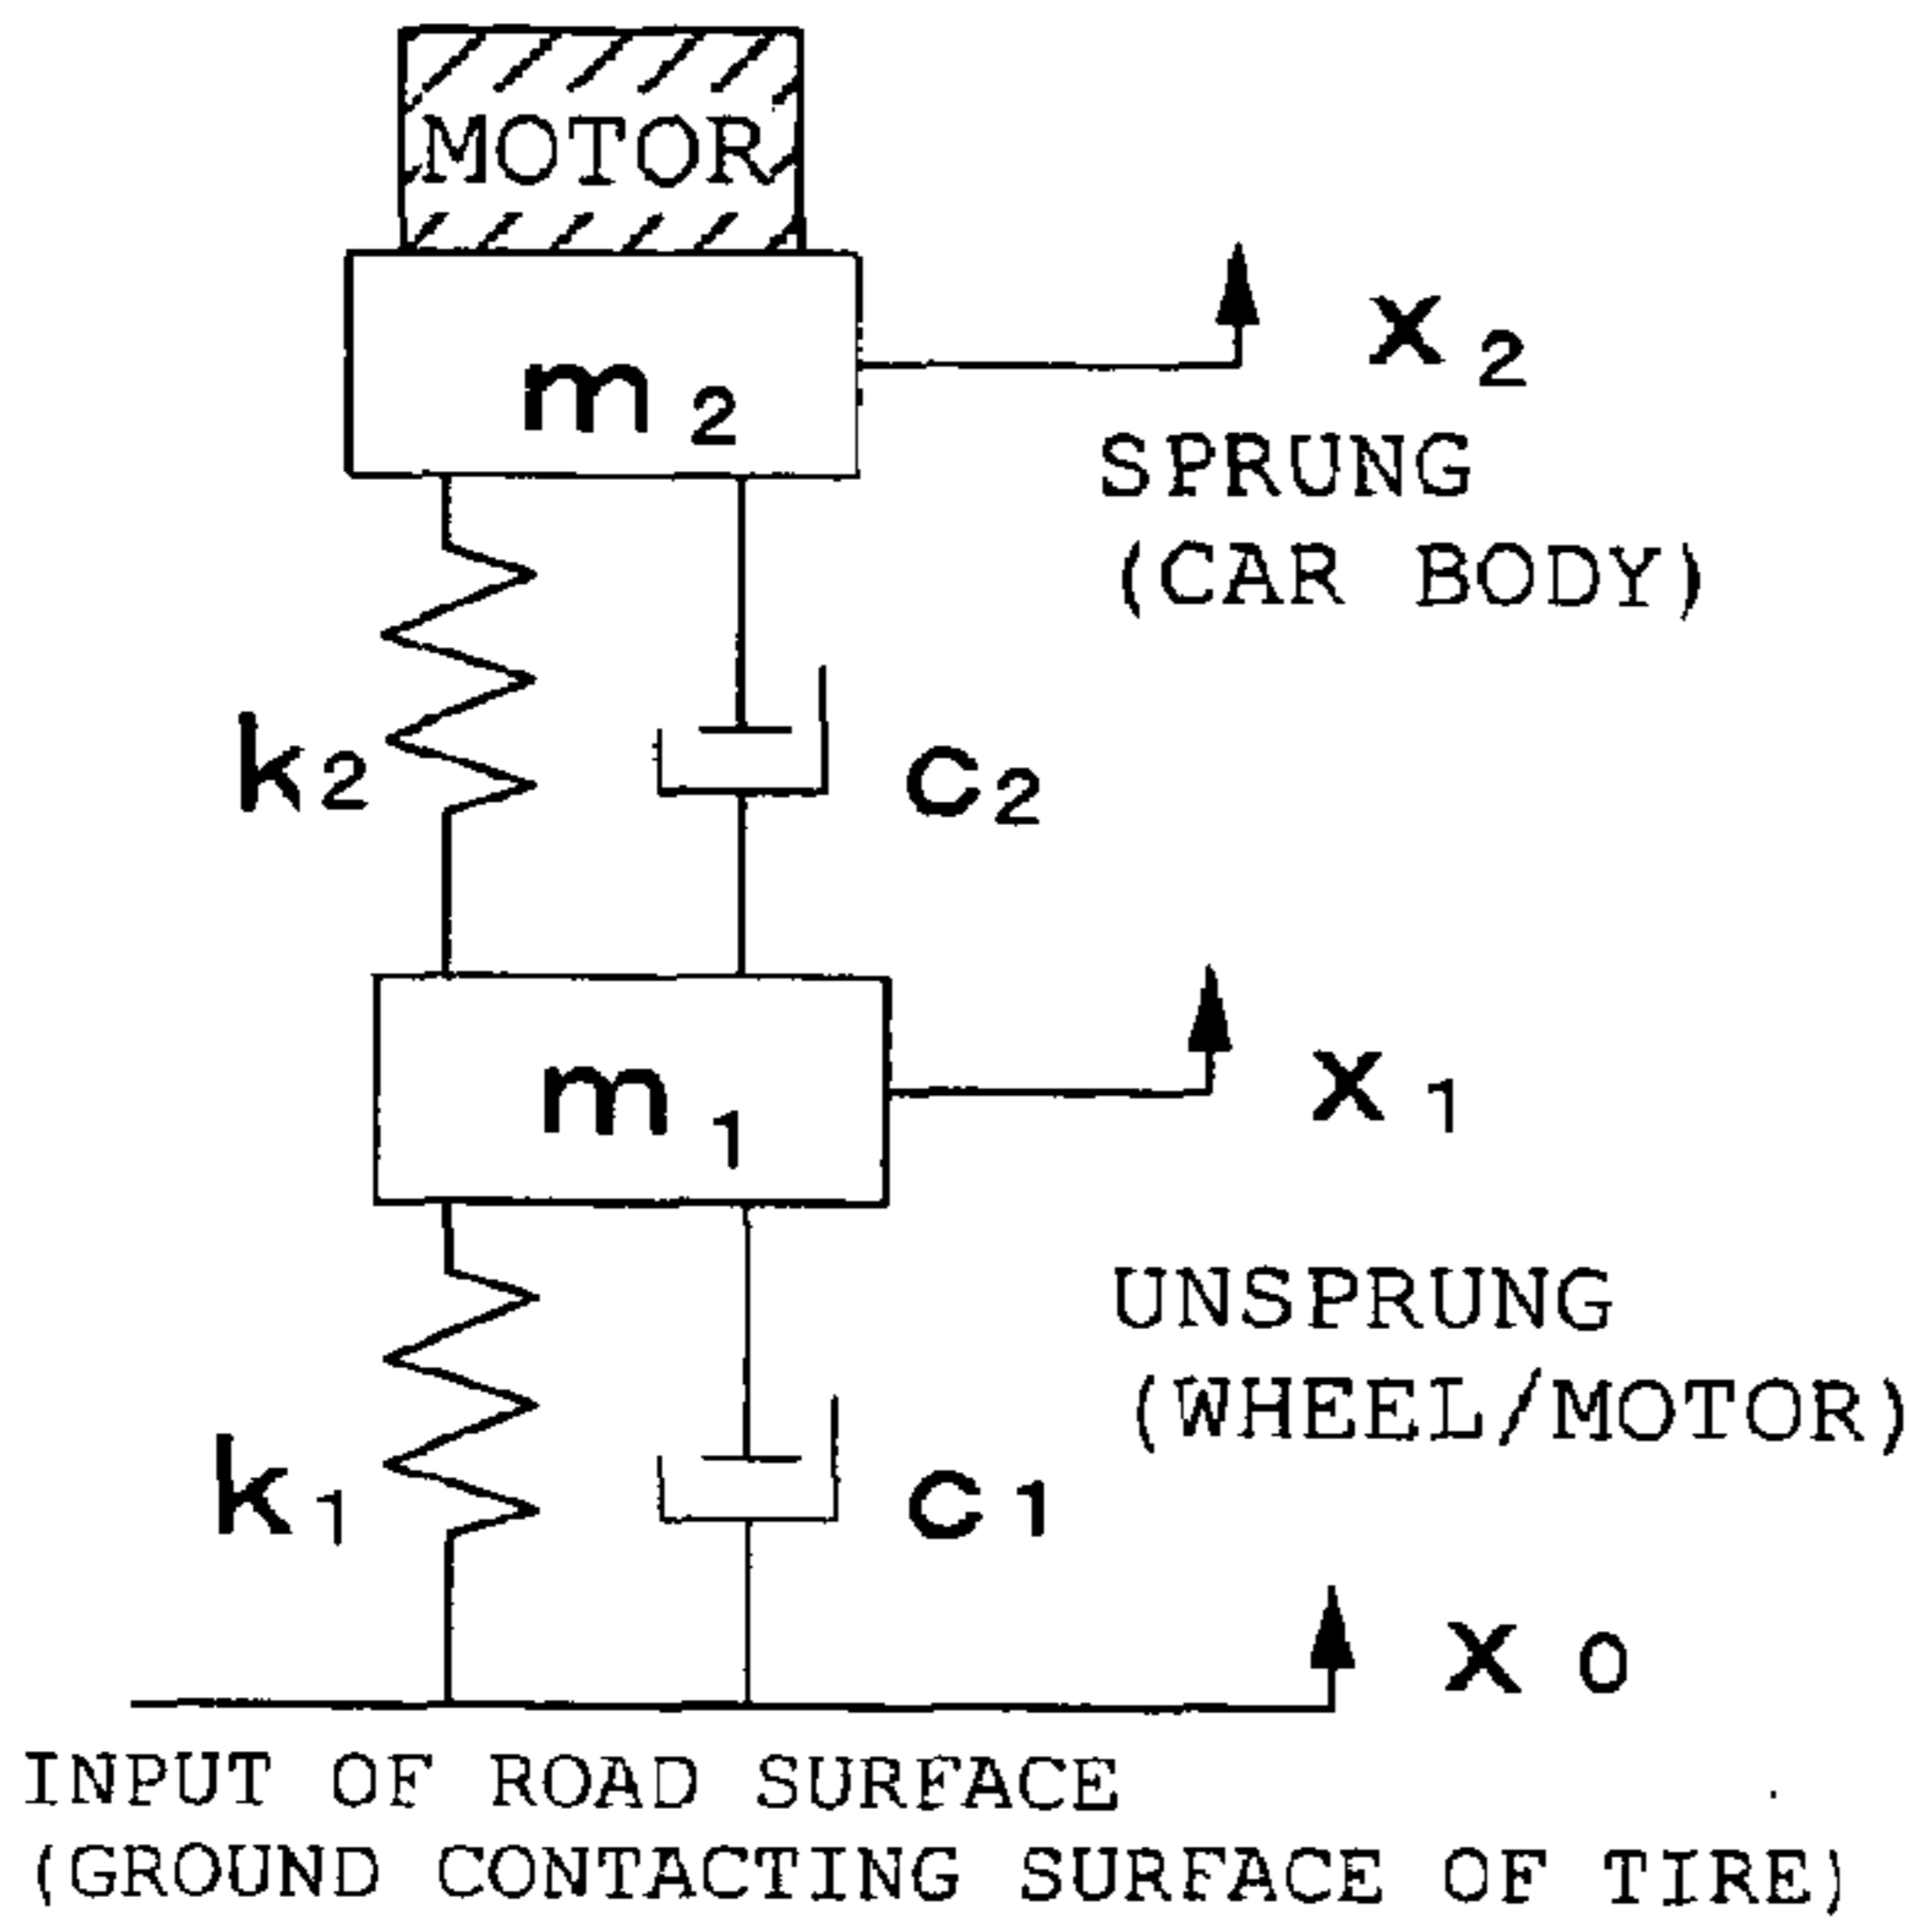 MOTOR
m₂
x₂
SPRUNG
(CAR BODY)
k₂
c₂
m₁
x₁
UNSPRUNG
(WHEEL/MOTOR)
k₁
c₁
x₀
INPUT OF ROAD SURFACE
(GROUND CONTACTING SURFACE OF TIRE)